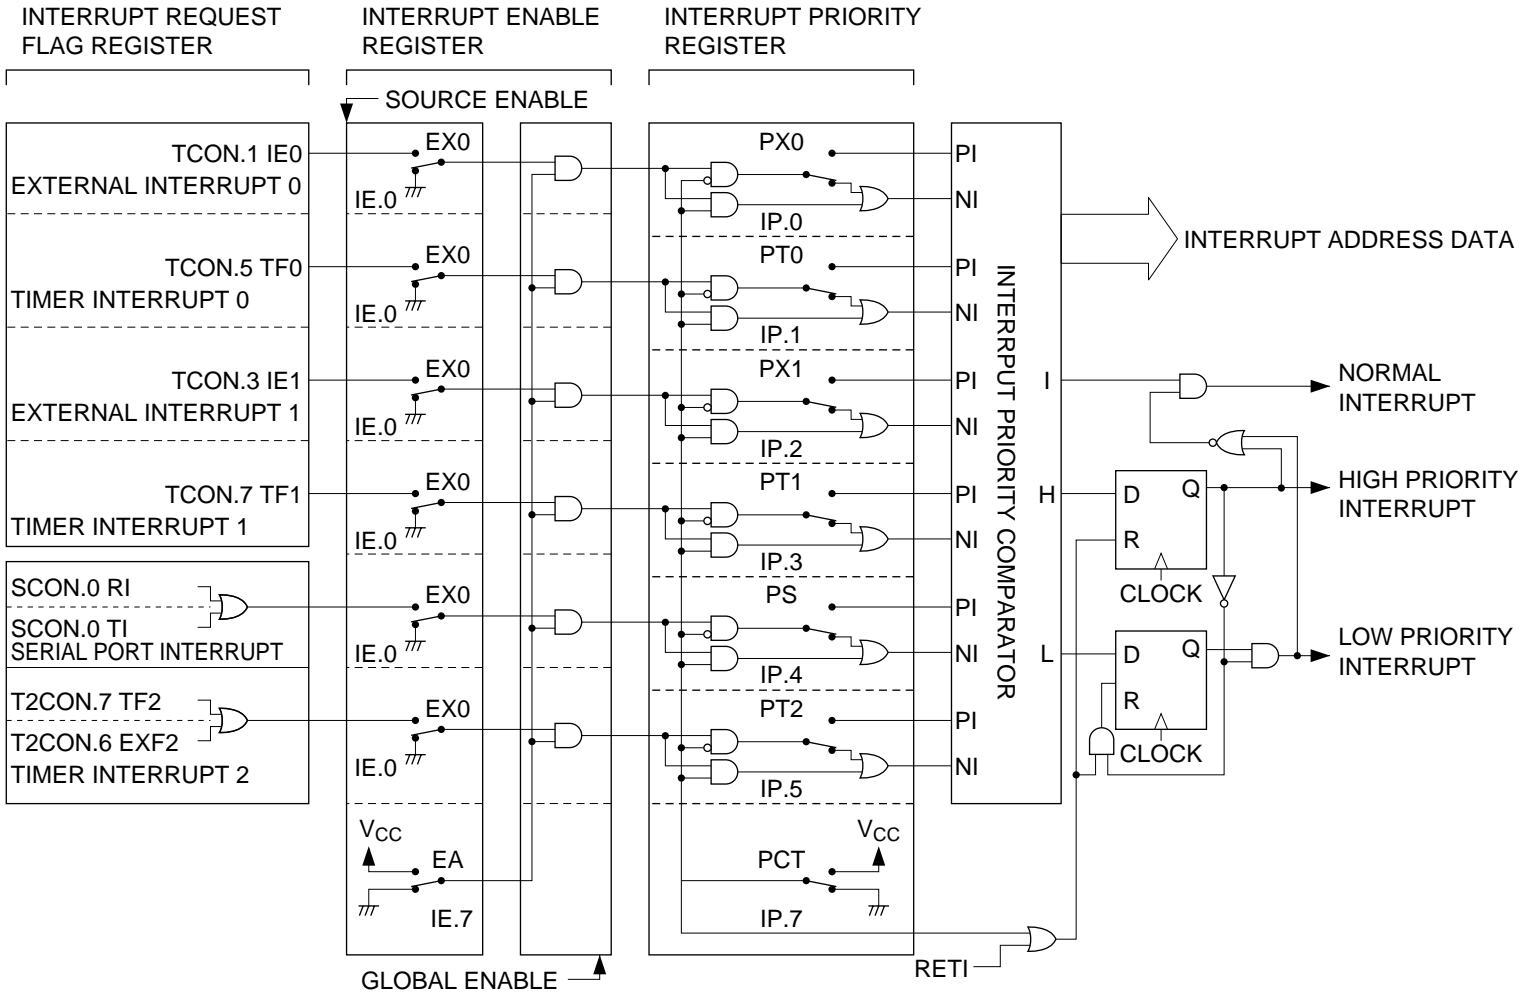 INTERRUPT REQUEST
FLAG REGISTER
INTERRUPT ENABLE
REGISTER
INTERRUPT PRIORITY
REGISTER
SOURCE ENABLE
TCON.1 IE0
EXTERNAL INTERRUPT 0
EX0
IE.0
PX0
IP.0
PI
NI
TCON.5 TF0
TIMER INTERRUPT 0
EX0
IE.0
PT0
IP.1
PI
NI
TCON.3 IE1
EXTERNAL INTERRUPT 1
EX0
IE.0
PX1
IP.2
PI
NI
TCON.7 TF1
TIMER INTERRUPT 1
EX0
IE.0
PT1
IP.3
PI
NI
SCON.0 RI
SCON.0 TI
SERIAL PORT INTERRUPT
EX0
IE.0
PS
IP.4
PI
NI
T2CON.7 TF2
T2CON.6 EXF2
TIMER INTERRUPT 2
EX0
IE.0
PT2
IP.5
PI
NI
VCC
EA
IE.7
PCT
VCC
IP.7
GLOBAL ENABLE
RETI
INTERRPUT PRIORITY COMPARATOR
I
H
L
INTERRUPT ADDRESS DATA
NORMAL
INTERRUPT
D
Q
R
CLOCK
HIGH PRIORITY
INTERRUPT
D
Q
R
CLOCK
LOW PRIORITY
INTERRUPT